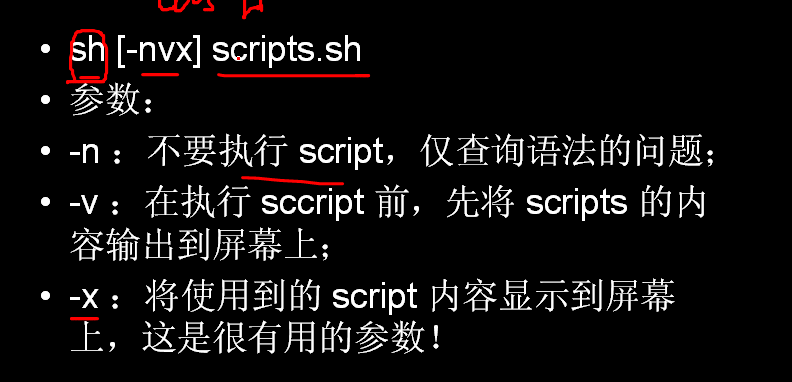 • sh [-nvx] scripts.sh
• 参数：
• -n ：不要执行 script，仅查询语法的问题；
• -v ：在执行 sccript 前，先将 scripts 的内
容输出到屏幕上；
• -x ：将使用到的 script 内容显示到屏幕
上，这是很有用的参数！